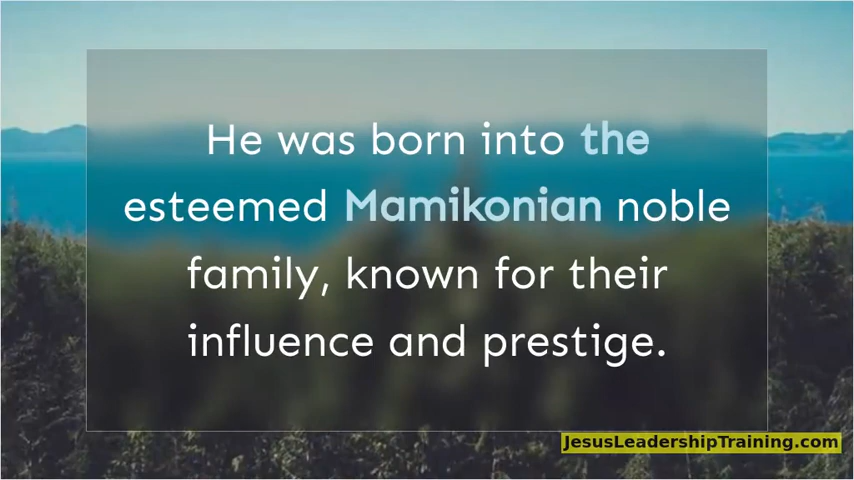 He was born into the
esteemed Mamikonian noble
family, known for their
influence and prestige.
JesusLeadershipTraining.com